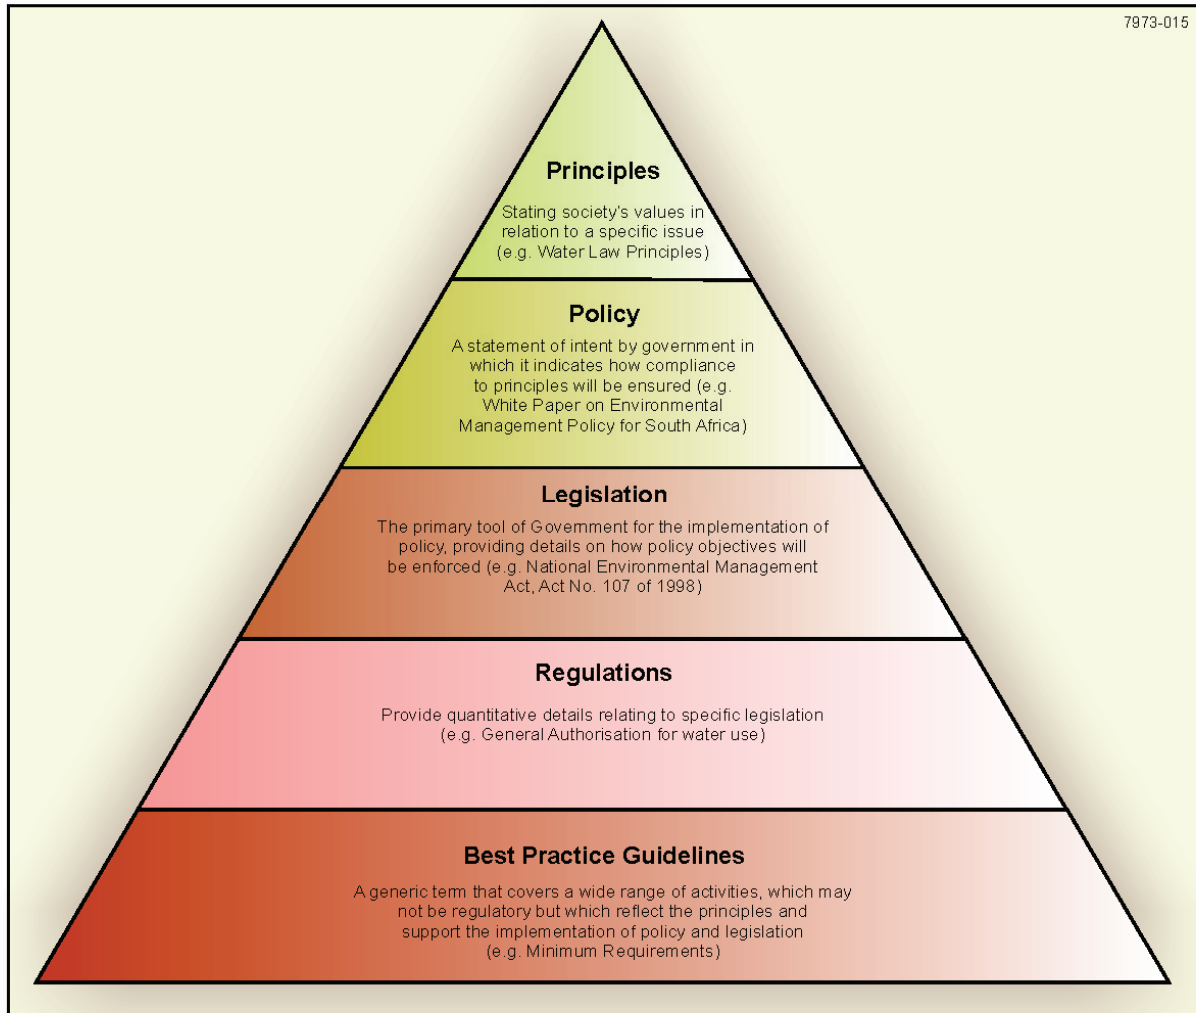 7973-015
Principles
Stating society's values in
relation to a specific issue
(e.g. Water Law Principles)
Policy
A statement of intent by government in
which it indicates how compliance
to principles will be ensured (e.g.
White Paper on Environmental
Management Policy for South Africa)
Legislation
The primary tool of Government for the implementation of
policy, providing details on how policy objectives will
be enforced (e.g. National Environmental Management
Act, Act No. 107 of 1998)
Regulations
Provide quantitative details relating to specific legislation
(e.g. General Authorisation for water use)
Best Practice Guidelines
A generic term that covers a wide range of activities, which may
not be regulatory but which reflect the principles and
support the implementation of policy and legislation
(e.g. Minimum Requirements)